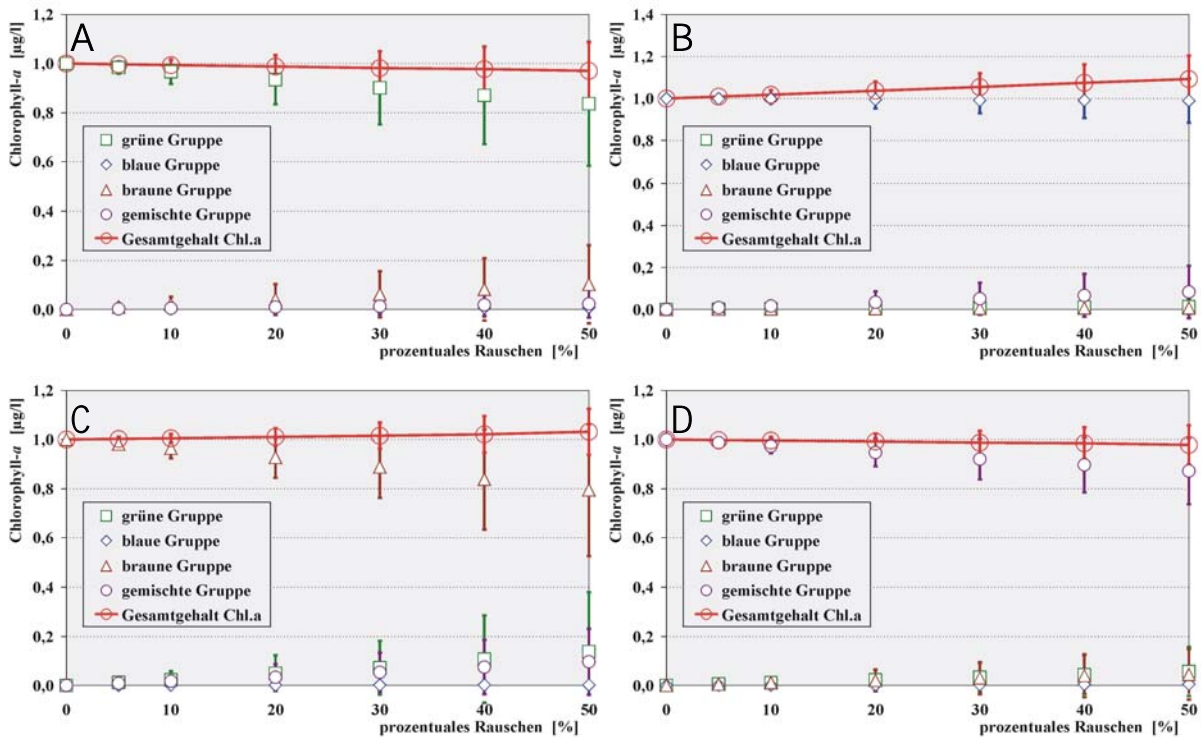 A
Chlorophyll-a [µg/l]
1,2
1,0
0,8
0,6
0,4
0,2
0,0
grüne Gruppe
blaue Gruppe
braune Gruppe
gemischte Gruppe
Gesamtgehalt Chl.a
0 10 20 30 40 50
prozentuales Rauschen [%]
B
Chlorophyll-a [µg/l]
1,4
1,2
1,0
0,8
0,6
0,4
0,2
0,0
grüne Gruppe
blaue Gruppe
braune Gruppe
gemischte Gruppe
Gesamtgehalt Chl.a
0 10 20 30 40 50
prozentuales Rauschen [%]
C
Chlorophyll-a [µg/l]
1,2
1,0
0,8
0,6
0,4
0,2
0,0
grüne Gruppe
blaue Gruppe
braune Gruppe
gemischte Gruppe
Gesamtgehalt Chl.a
0 10 20 30 40 50
prozentuales Rauschen [%]
D
Chlorophyll-a [µg/l]
1,2
1,0
0,8
0,6
0,4
0,2
0,0
grüne Gruppe
blaue Gruppe
braune Gruppe
gemischte Gruppe
Gesamtgehalt Chl.a
0 10 20 30 40 50
prozentuales Rauschen [%]